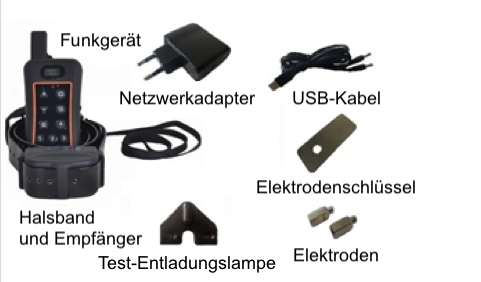 Funkgerät
Netzwerkadapter
USB-Kabel
Elektrodenschlüssel
Halsband
und Empfänger
Test-Entladungslampe
Elektroden